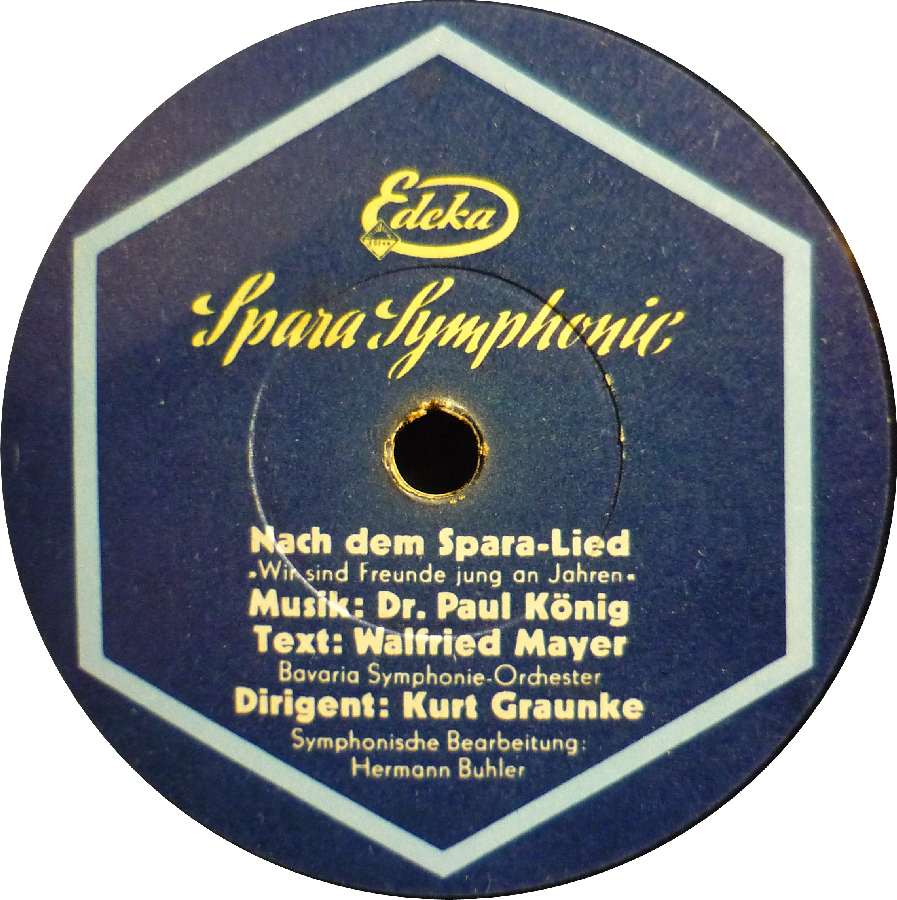 Edeka
Spara Symphonic
Nach dem Spara-Lied
»Wir sind Freunde jung an Jahren«
Musik: Dr. Paul König
Text: Walfried Mayer
Bavaria Symphonie-Orchester
Dirigent: Kurt Graunke
Symphonische Bearbeitung:
Hermann Buhler